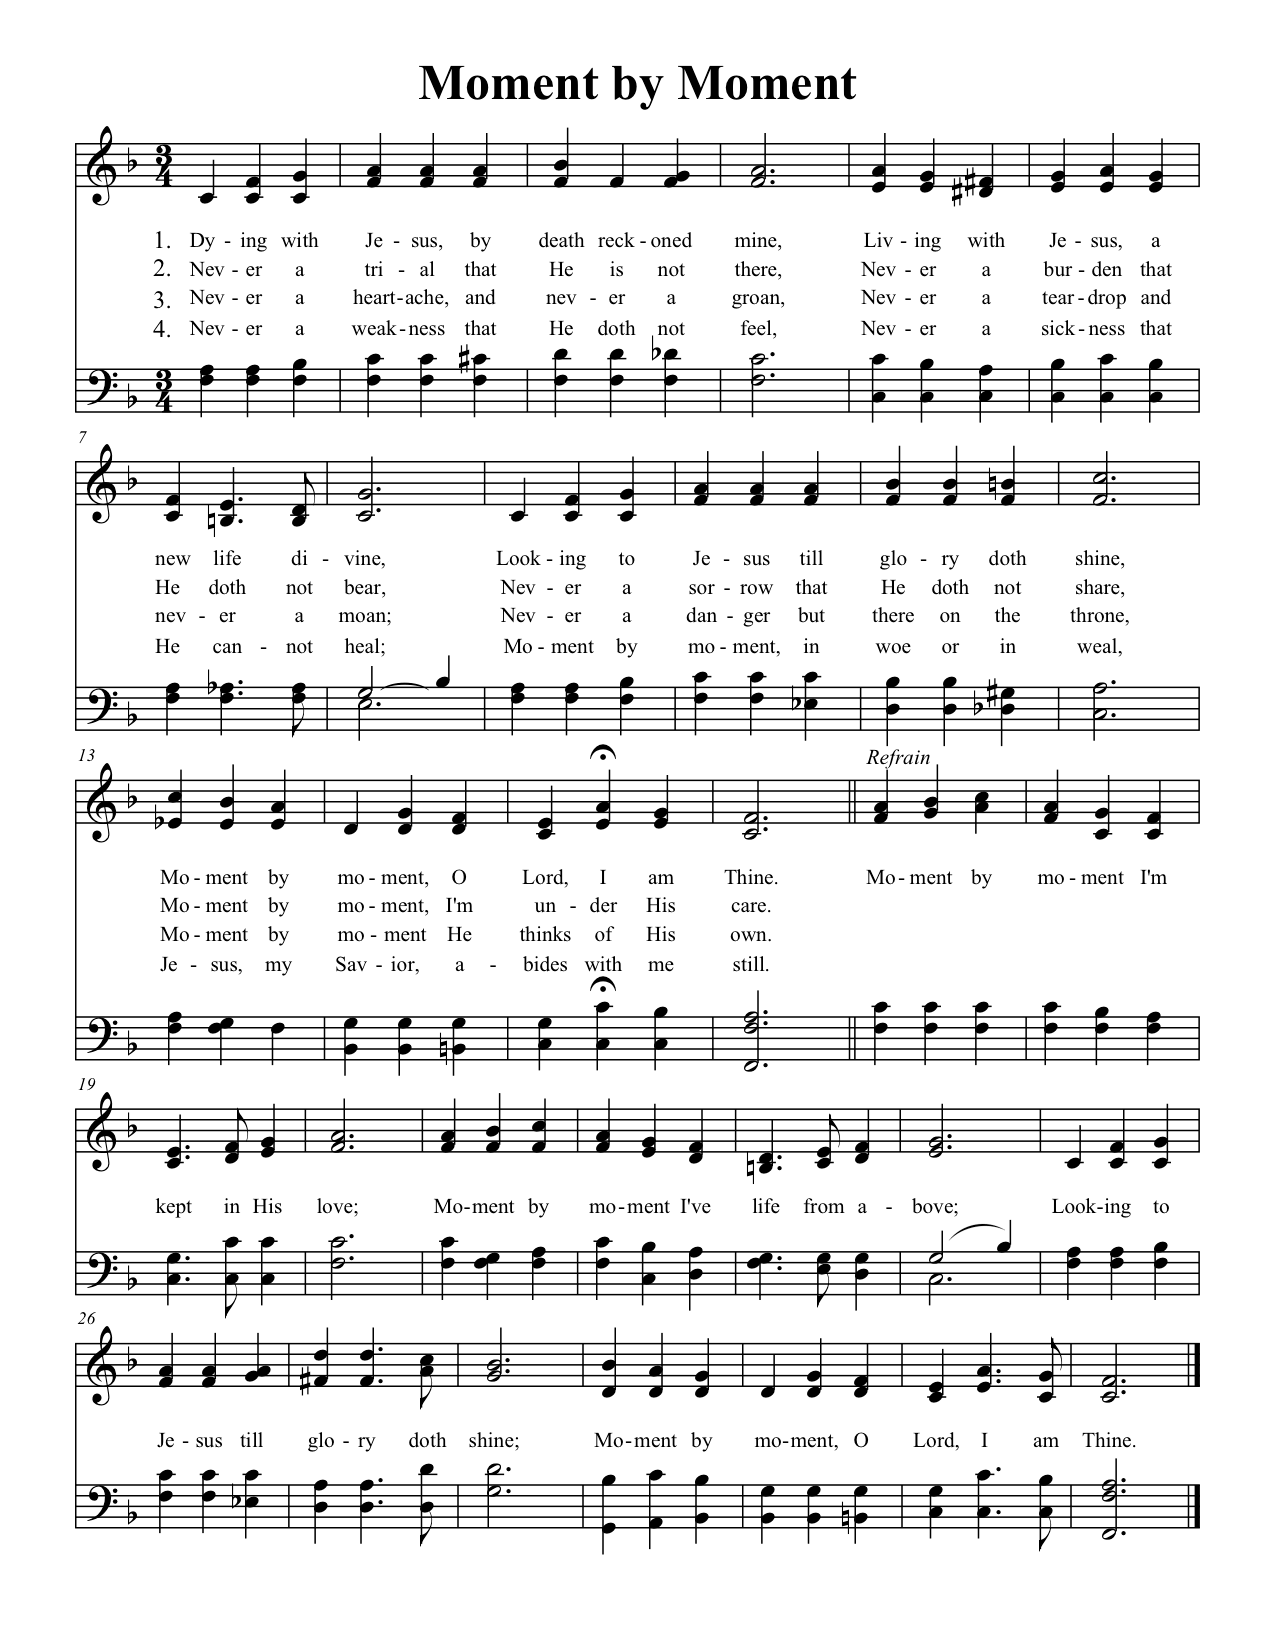 Moment by Moment
3
4
1. Dy - ing with Je - sus, by death reck - oned mine, Liv - ing with Je - sus, a
2. Nev - er a tri - al that He is not there, Nev - er a bur - den that
3. Nev - er a heart - ache, and nev - er a groan, Nev - er a tear - drop and
4. Nev - er a weak - ness that He doth not feel, Nev - er a sick - ness that
3
4
7
new life di - vine, Look - ing to Je - sus till glo - ry doth shine,
He doth not bear, Nev - er a sor - row that He doth not share,
nev - er a moan; Nev - er a dan - ger but there on the throne,
He can - not heal; Mo - ment by mo - ment, in woe or in weal,
13
Refrain
Mo - ment by mo - ment, O Lord, I am Thine. Mo - ment by mo - ment I'm
Mo - ment by mo - ment, I'm un - der His care.
Mo - ment by mo - ment He thinks of His own.
Je - sus, my Sav - ior, a - bides with me still.
19
kept in His love; Mo - ment by mo - ment I've life from a - bove; Look - ing to
26
Je - sus till glo - ry doth shine; Mo - ment by mo - ment, O Lord, I am Thine.